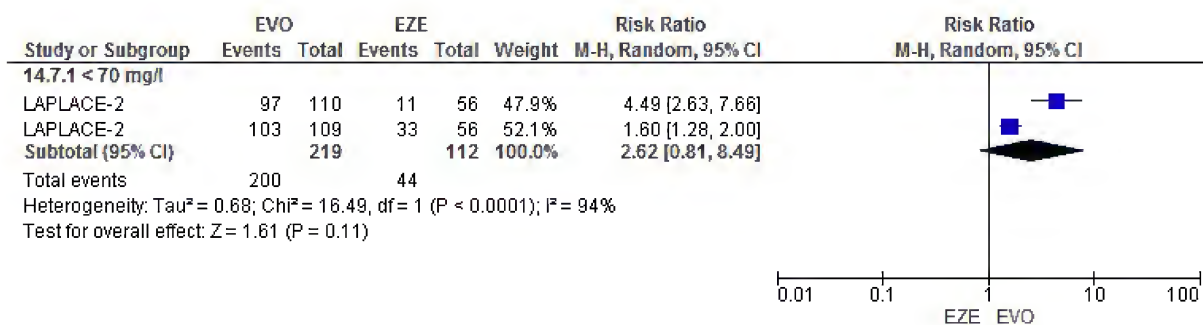 EVO EZE Risk Ratio Risk Ratio
Study or Subgroup Events Total Events Total Weight M-H, Random, 95% CI M-H, Random, 95% CI
14.7.1 < 70 mg/l
LAPLACE-2 97 110 11 56 47.9% 4.49 [2.63, 7.66]
LAPLACE-2 103 109 33 56 52.1% 1.60 [1.28, 2.00]
Subtotal (95% CI) 219 112 100.0% 2.62 [0.81, 8.49]
Total events 200 44
Heterogeneity: Tau² = 0.68; Chi² = 16.49, df = 1 (P < 0.0001); I² = 94%
Test for overall effect: Z = 1.61 (P = 0.11)
0.01 0.1 1 10 100
EZE EVO